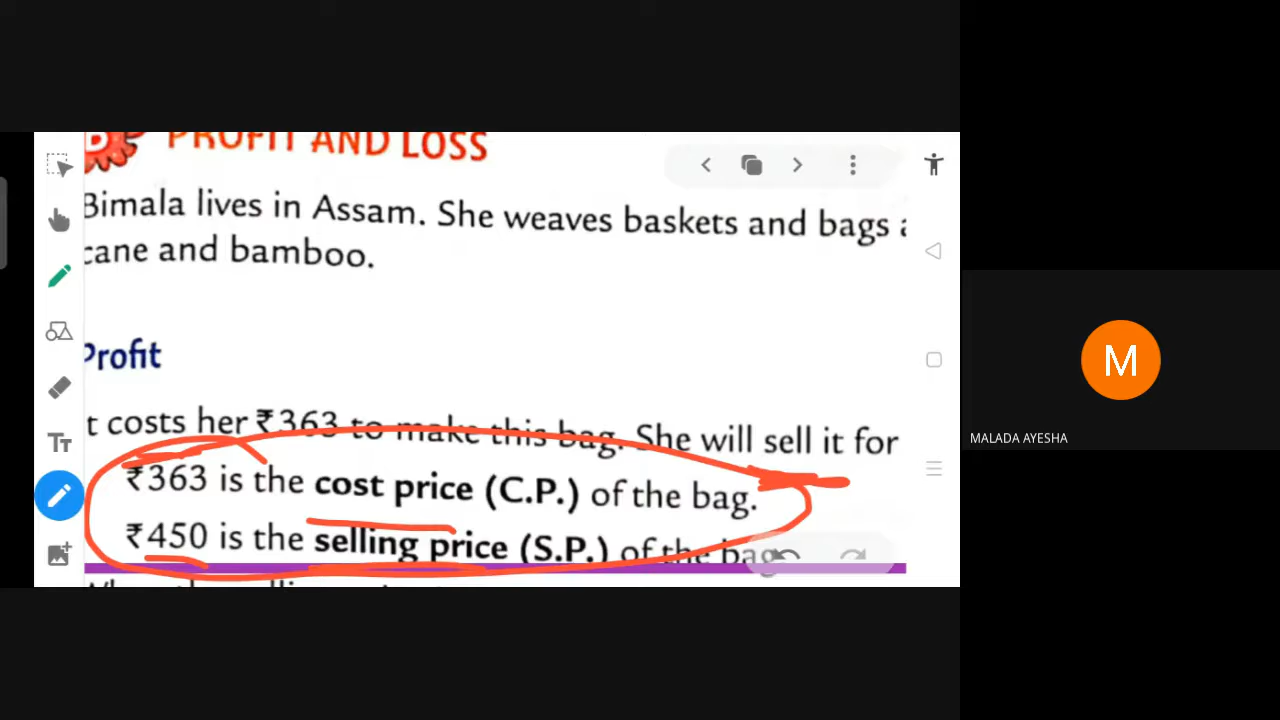 PROFIT AND LOSS
Bimala lives in Assam. She weaves baskets and bags
cane and bamboo.
Profit
t costs her ₹363 to make this bag. She will sell it for
₹363 is the cost price (C.P.) of the bag.
₹450 is the selling price (S.P.) of the bag
Tт
M
MALADA AYESHA